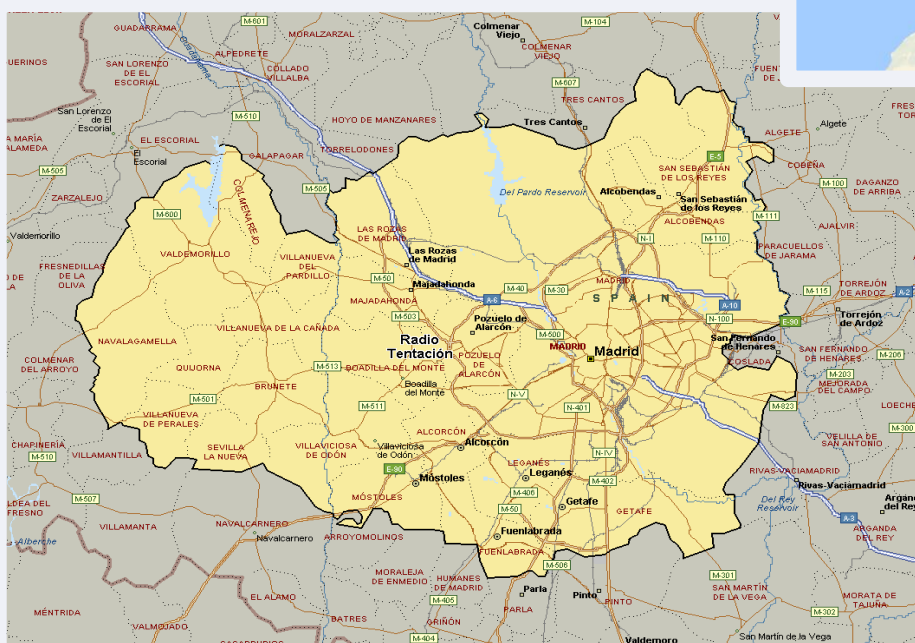 GUADARRAMA
M-601
MORALZARZAL
Colmenar
Viejo
M-104
Guadarrama
ALPEDRETE
COLMENAR
VIEJO
SAN LORENZO
DE EL
ESCORIAL
COLLADO
VILLALBA
M-607
TRES CANTOS
San Lorenzo
de El
Escorial
M-510
HOYO DE MANZANARES
Tres Cantos
Algete
ALGETE
EL ESCORIAL
El
Escorial
GALAPAGAR
TORRELODONES
E-5
COBEÑA
M-505
M-505
SAN SEBASTIÁN
DE LOS REYES
M-100
DAGANZO
DE ARRIBA
ZARZALEJO
COLMENAREJO
Del Pardo Reservoir
Alcobendas
San Sebastián
de los Reyes
M-600
M-111
ALCOBENDAS
AJALVIR
Valdemorillo
LAS ROZAS
DE MADRID
N-I
M-110
VALDEMORILLO
VILLANUEVA
DEL
PARDILLO
Las Rozas
de Madrid
PARACUELLOS
DE JARAMA
FRESNEDILLAS
DE LA
OLIVA
M-50
Majadahonda
M-40
M-30
MADRID
M-115
TORREJÓN
DE ARDOZ
A-2
MAJADAHONDA
A-6
SPAIN
A-10
M-503
Pozuelo de
Alarcón
N-100
E-90
Torrejón
de Ardoz
NAVALAGAMELLA
VILLANUEVA DE LA CAÑADA
Radio
Tentación
M-500
MADRID
Madrid
San Fernando
de Henares
COLMENAR
DEL ARROYO
QUIJORNA
M-513
BOADILLA DEL MONTE
POZUELO
DE
ALARCÓN
COSLADA
SAN FERNANDO
DE HENARES
M-206
M-203
BRUNETE
Boadilla
del Monte
MEJORADA
DEL CAMPO
M-501
M-511
N-V
N-401
M-823
VILLANUEVA
DE PERALES
M-300
ALCORCÓN
VELILLA DE
SAN ANTONIO
CHAPINERÍA
VILLAMANTILLA
SEVILLA
LA NUEVA
VILLAVICIOSA
DE ODÓN
Villaviciosa
de Odón
Alcorcón
N-IV
M-510
E-90
LEGANÉS
Leganés
M-402
RIVAS-VACIAMADRID
Rivas-Vaciamadrid
Móstoles
M-406
MÓSTOLES
Getafe
Del Rey
Reservoir
M-507
M-50
GETAFE
A-3
VILLAMANTA
NAVALCARNERO
Navalcarnero
ARROYOMOLINOS
Fuenlabrada
FUENLABRADA
ARGANDA
DEL REY
Alberche
M-506
MORALEJA
DE ENMEDIO
HUMANES
DE MADRID
M-301
Parla
Pinto
PINTO
SAN MARTÍN
DE LA VEGA
MORATA DE
TAJUÑA
EL ALAMO
M-405
PARLA
MÉNTRIDA
GRIÑÓN
M-302
VALMOJADO
BATRES
M-404
Valdemoro
San Martín de la Vega